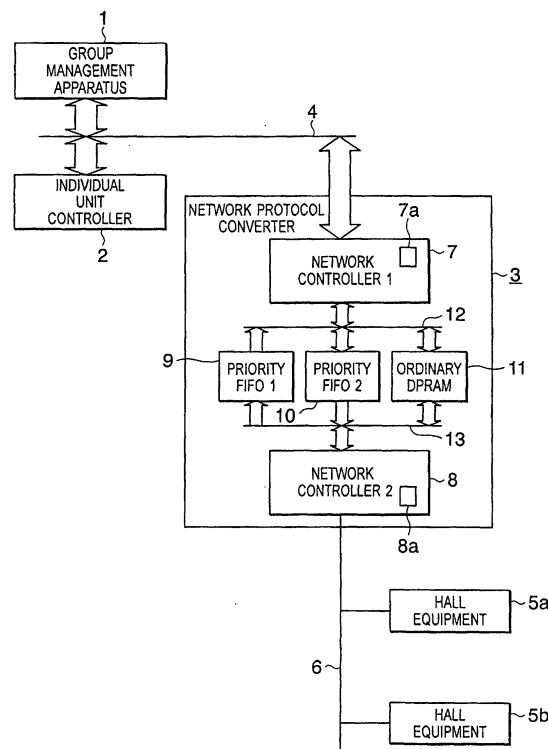 1
GROUP
MANAGEMENT
APPARATUS
4
INDIVIDUAL
UNIT
CONTROLLER
2
NETWORK PROTOCOL
CONVERTER
7a
NETWORK
CONTROLLER 1
7
3
12
9
PRIORITY
FIFO 1
PRIORITY
FIFO 2
ORDINARY
DPRAM
11
10
13
NETWORK
CONTROLLER 2
8
8a
HALL
EQUIPMENT
5a
6
HALL
EQUIPMENT
5b